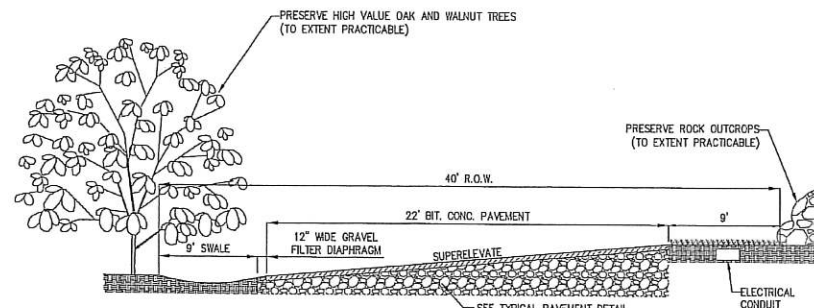 PRESERVE HIGH VALUE OAK AND WALNUT TREES
(TO EXTENT PRACTICABLE)
PRESERVE ROCK OUTCROPS
(TO EXTENT PRACTICABLE)
40' R.O.W.
22' BIT. CONC. PAVEMENT
9'
12" WIDE GRAVEL
FILTER DIAPHRAGM
9' SWALE
SUPERELEVATE
ELECTRICAL
CONDUIT
SEE TYPICAL PAVEMENT DETAIL